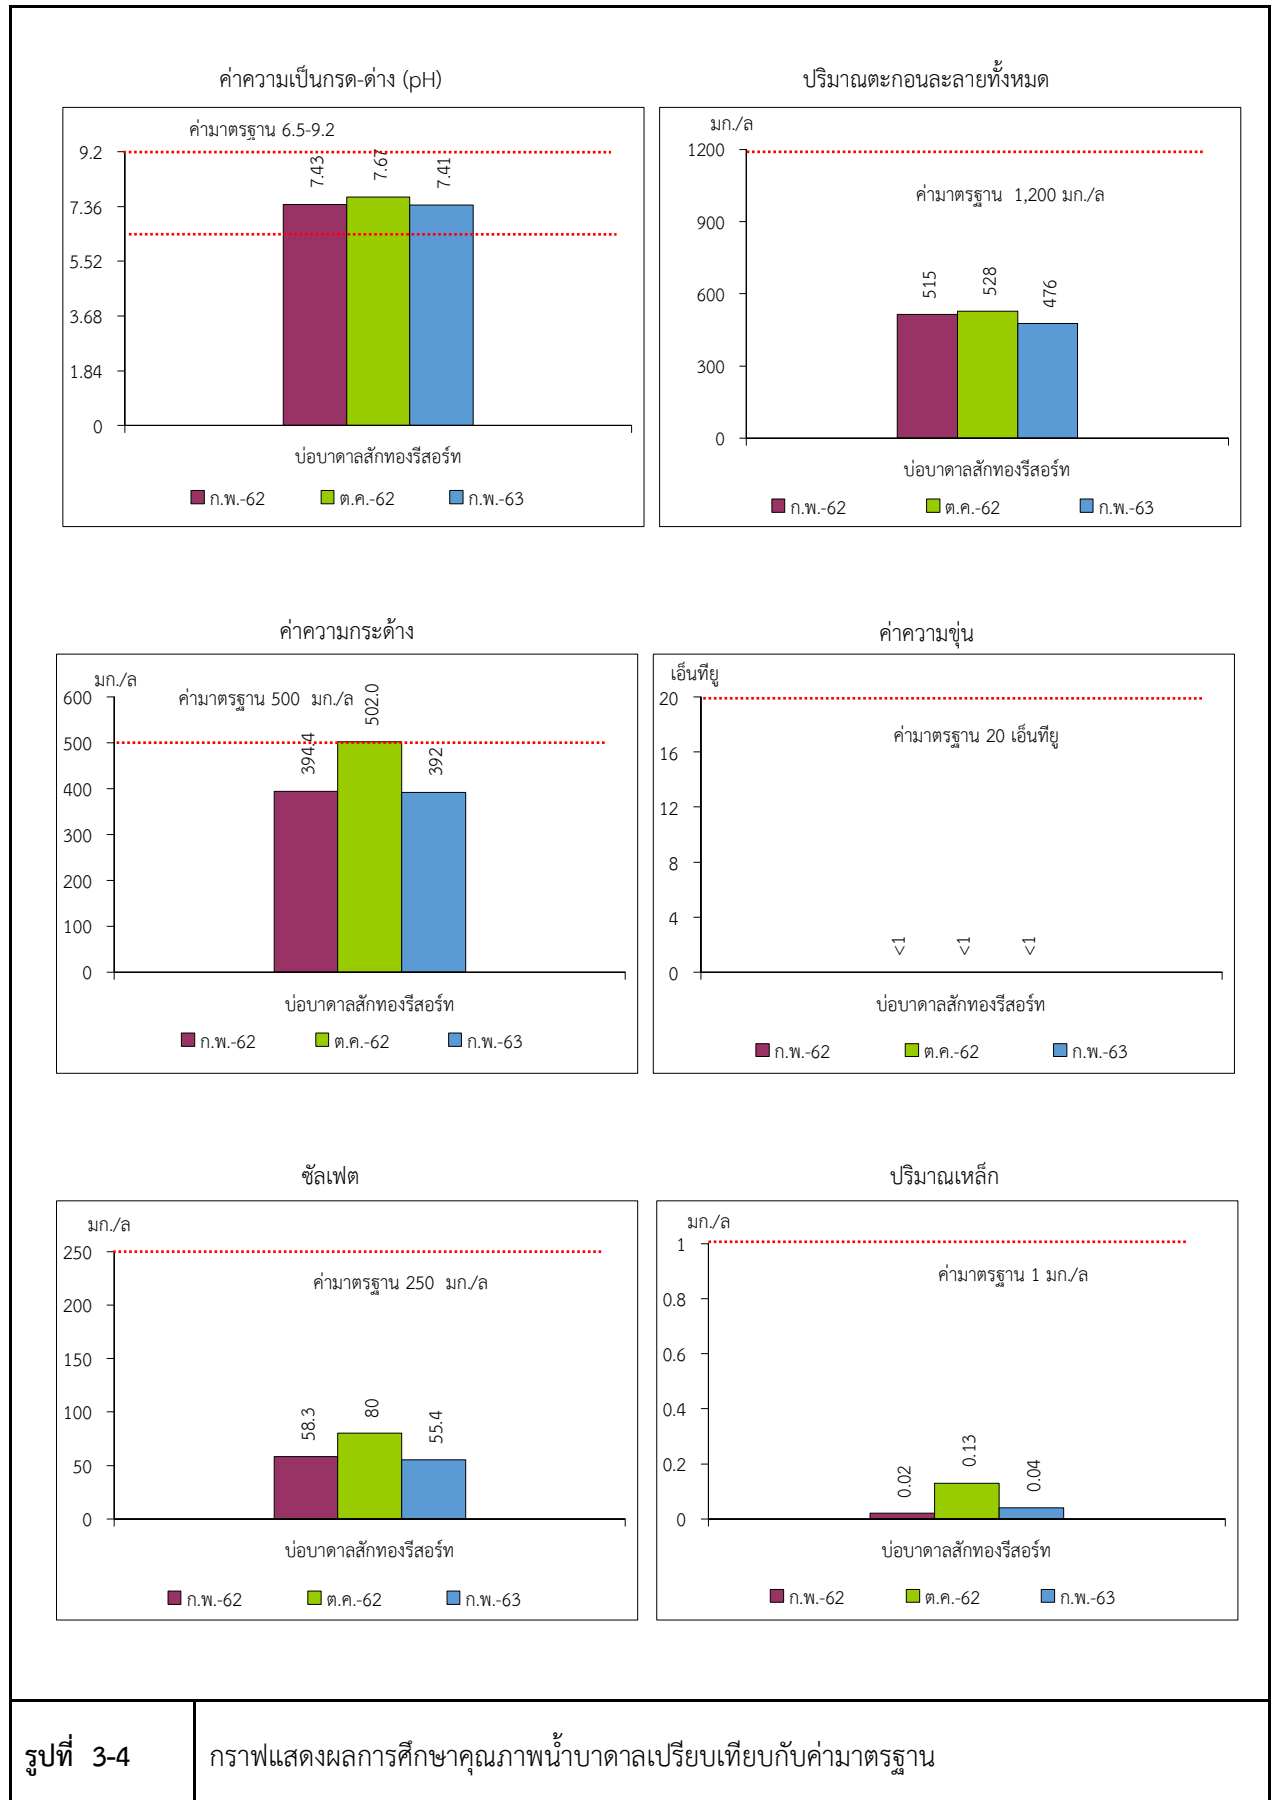 ค่าความเป็นกรด-ด่าง (pH)
ค่ามาตรฐาน 6.5-9.2
9.2
7.36
5.52
3.68
1.84
0
7.43
7.67
7.41
บ่อบาดาลสักทองรีสอร์ท
ก.พ.-62 ต.ค.-62 ก.พ.-63
ปริมาณตะกอนละลายทั้งหมด
มก./ล
1200
900
600
300
0
ค่ามาตรฐาน 1,200 มก./ล
515
528
476
บ่อบาดาลสักทองรีสอร์ท
ก.พ.-62 ต.ค.-62 ก.พ.-63
ค่าความกระด้าง
มก./ล
600
500
400
300
200
100
0
ค่ามาตรฐาน 500 มก./ล
394.4
502.0
392
บ่อบาดาลสักทองรีสอร์ท
ก.พ.-62 ต.ค.-62 ก.พ.-63
ค่าความขุ่น
เอ็นทียู
20
16
12
8
4
0
ค่ามาตรฐาน 20 เอ็นทียู
<1
<1
<1
บ่อบาดาลสักทองรีสอร์ท
ก.พ.-62 ต.ค.-62 ก.พ.-63
ซัลเฟต
มก./ล
250
200
150
100
50
0
ค่ามาตรฐาน 250 มก./ล
58.3
80
55.4
บ่อบาดาลสักทองรีสอร์ท
ก.พ.-62 ต.ค.-62 ก.พ.-63
ปริมาณเหล็ก
มก./ล
1
0.8
0.6
0.4
0.2
0
ค่ามาตรฐาน 1 มก./ล
0.02
0.13
0.04
บ่อบาดาลสักทองรีสอร์ท
ก.พ.-62 ต.ค.-62 ก.พ.-63
รูปที่ 3-4
กราฟแสดงผลการศึกษาคุณภาพน้ำบาดาลเปรียบเทียบกับค่ามาตรฐาน